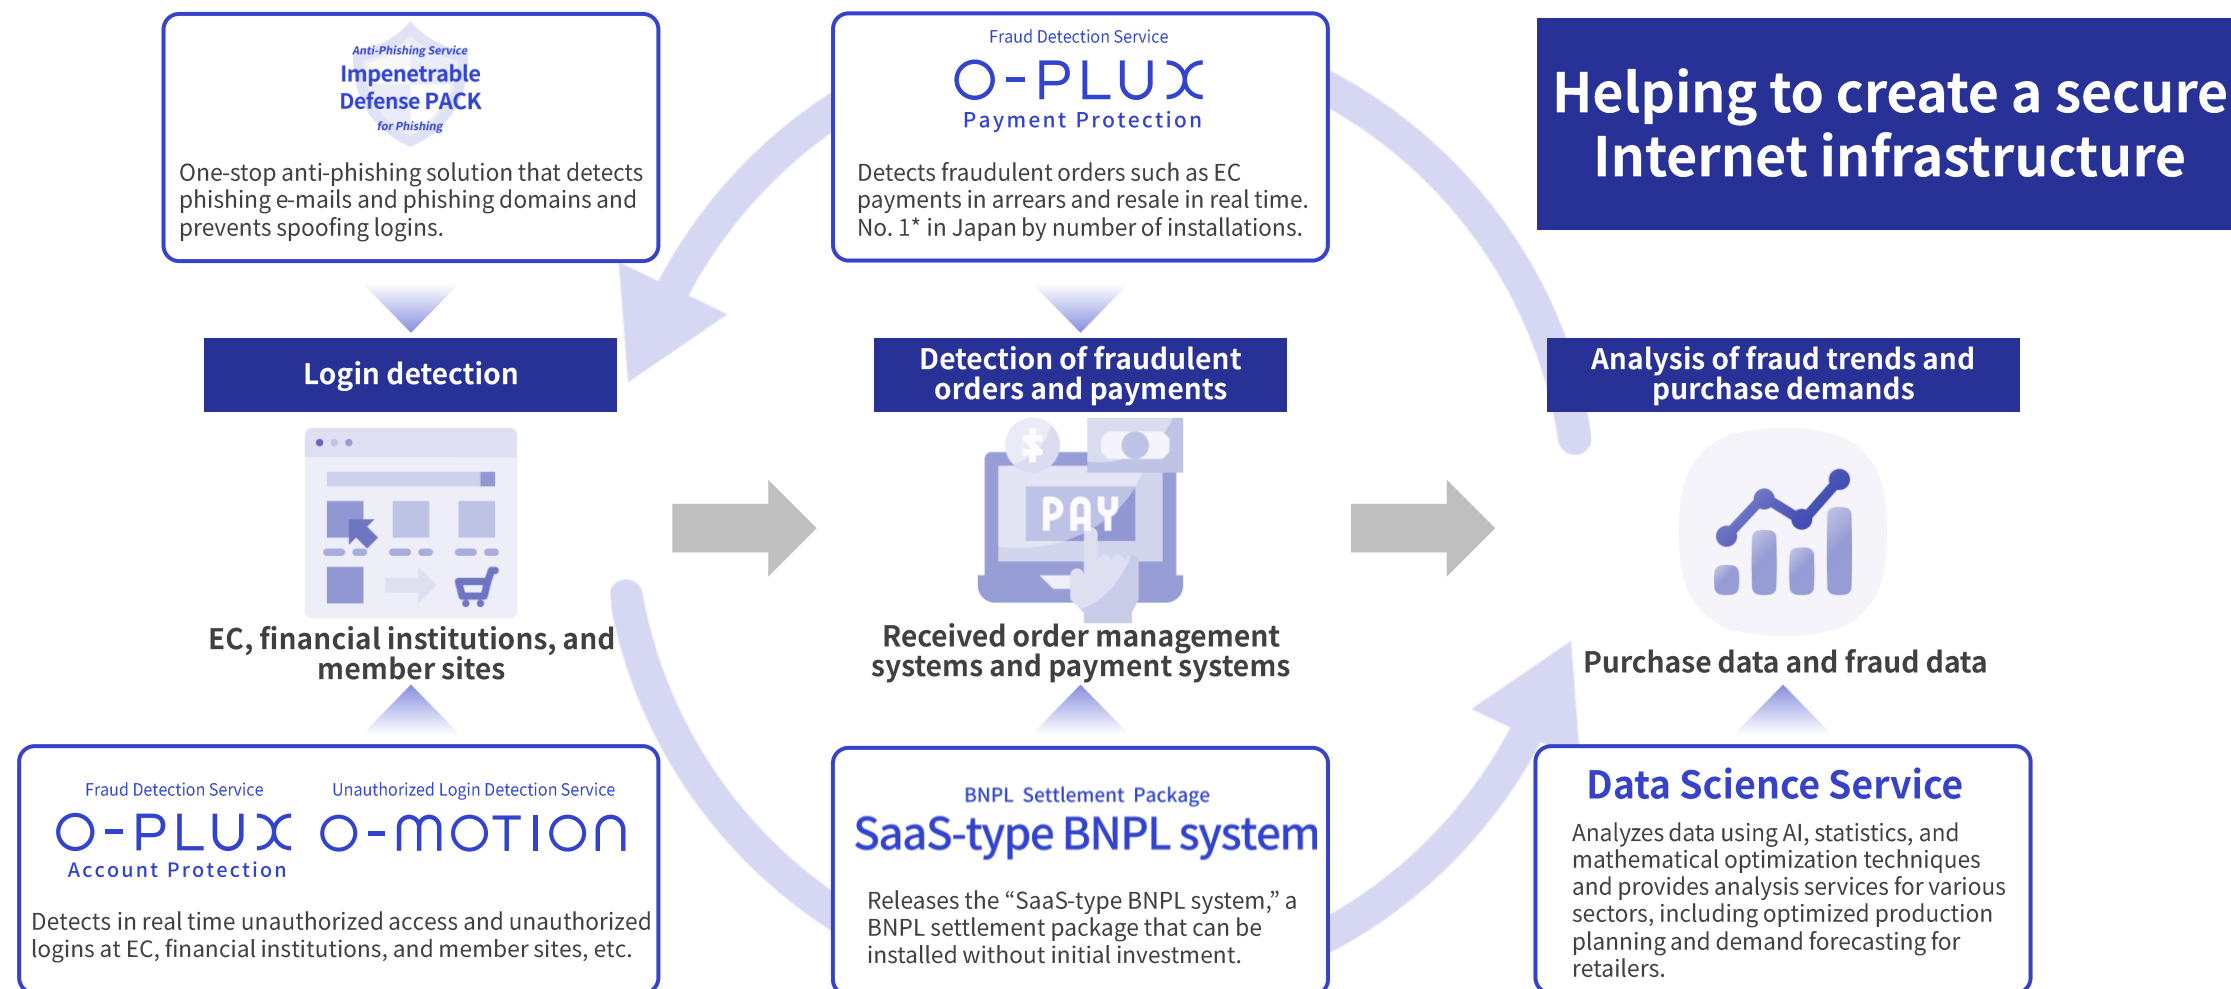 Anti-Phishing Service
Impenetrable
Defense PACK
for Phishing
One-stop anti-phishing solution that detects
phishing e-mails and phishing domains and
prevents spoofing logins.
Fraud Detection Service
O-PLUX
Payment Protection
Detects fraudulent orders such as EC
payments in arrears and resale in real time.
No. 1* in Japan by number of installations.
Helping to create a secure
Internet infrastructure
Login detection
Detection of fraudulent
orders and payments
Analysis of fraud trends and
purchase demands
PAY
EC, financial institutions, and
member sites
Received order management
systems and payment systems
Purchase data and fraud data
Fraud Detection Service
O-PLUX
Account Protection
Unauthorized Login Detection Service
O-MOTION
Detects in real time unauthorized access and unauthorized
logins at EC, financial institutions, and member sites, etc.
BNPL Settlement Package
SaaS-type BNPL system
Releases the “SaaS-type BNPL system,” a
BNPL settlement package that can be
installed without initial investment.
Data Science Service
Analyzes data using AI, statistics, and
mathematical optimization techniques
and provides analysis services for various
sectors, including optimized production
planning and demand forecasting for
retailers.